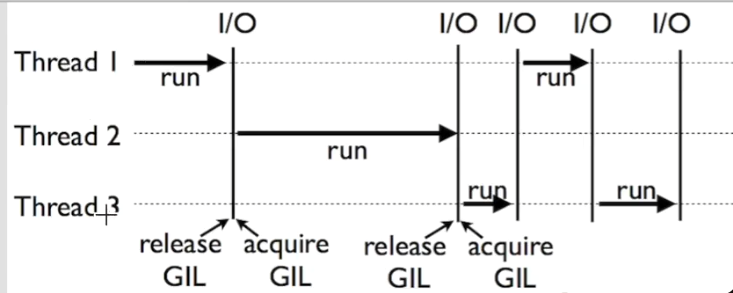 I/O I/O I/O I/O I/O
Thread 1
run run
Thread 2
run
Thread 3
run run
release acquire release acquire
GIL GIL GIL GIL